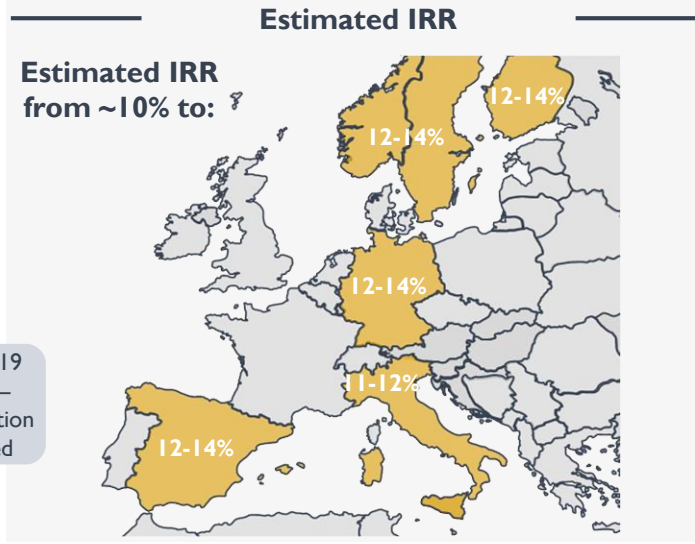 Estimated IRR
Estimated IRR
from ~10% to:
12-14%
12-14%
12-14%
11-12%
12-14%
19
–
tion
ed